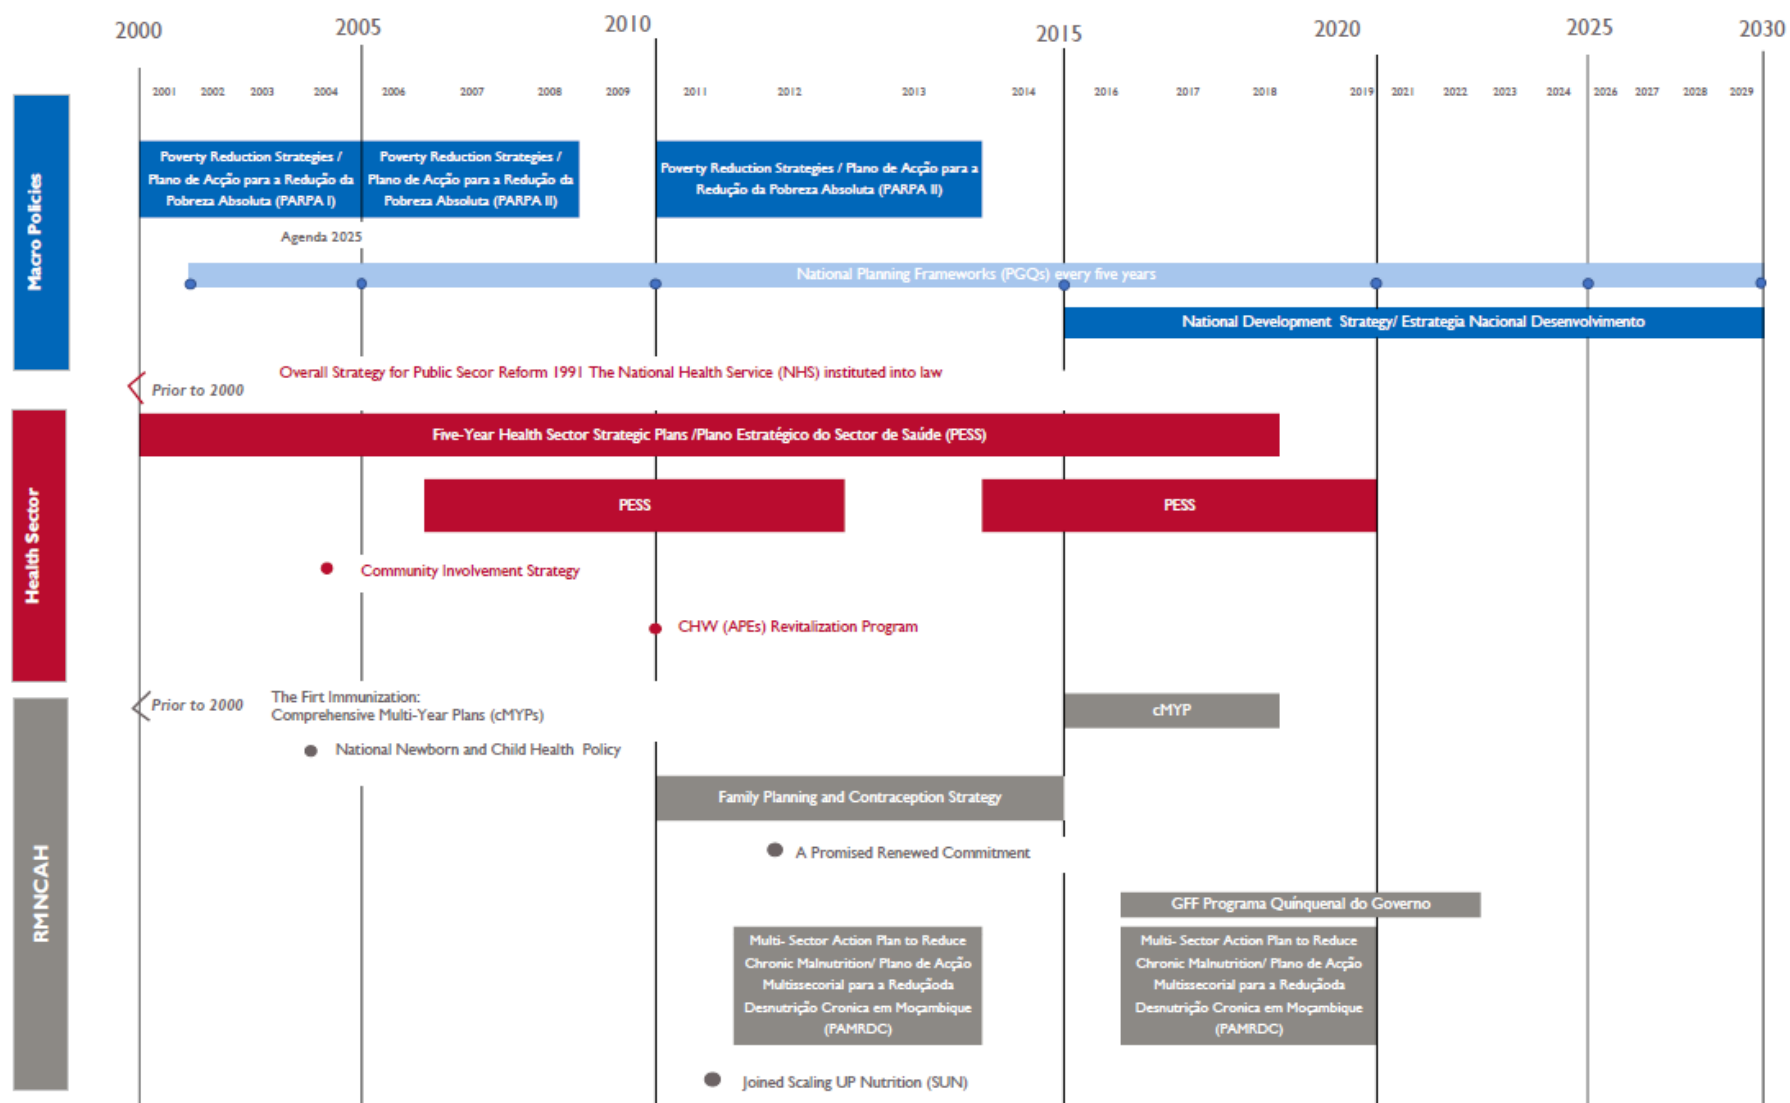 2000
2005
2010
2015
2020
2025
2030
2001
2002
2003
2004
2006
2007
2008
2009
2011
2012
2013
2014
2016
2017
2018
2019
2021
2022
2023
2024
2026
2027
2028
2029
Macro Policies
Poverty Reduction Strategies /
Plano de Acção para a Redução da
Pobreza Absoluta (PARPA I)
Poverty Reduction Strategies /
Plano de Acção para a Redução da
Pobreza Absoluta (PARPA II)
Poverty Reduction Strategies / Plano de Acção para a
Redução da Pobreza Absoluta (PARPA II)
Agenda 2025
National Planning Frameworks (PGQs) every five years
National Development Strategy/ Estrategia Nacional Desenvolvimento
Overall Strategy for Public Secor Reform 1991 The National Health Service (NHS) instituted into law
Prior to 2000
Health Sector
Five-Year Health Sector Strategic Plans /Plano Estratégico do Sector de Saúde (PESS)
PESS
PESS
Community Involvement Strategy
CHW (APEs) Revitalization Program
RMNCAH
Prior to 2000
The Firt Immunization:
Comprehensive Multi-Year Plans (cMYPs)
cMYP
National Newborn and Child Health Policy
Family Planning and Contraception Strategy
A Promised Renewed Commitment
GFF Programa Quínquenal do Governo
Multi- Sector Action Plan to Reduce
Chronic Malnutrition/ Plano de Acção
Multissecorial para a Reduçãoda
Desnutrição Cronica em Moçambique
(PAMRDC)
Multi- Sector Action Plan to Reduce
Chronic Malnutrition/ Plano de Acção
Multissecorial para a Reduçãoda
Desnutrição Cronica em Moçambique
(PAMRDC)
Joined Scaling UP Nutrition (SUN)